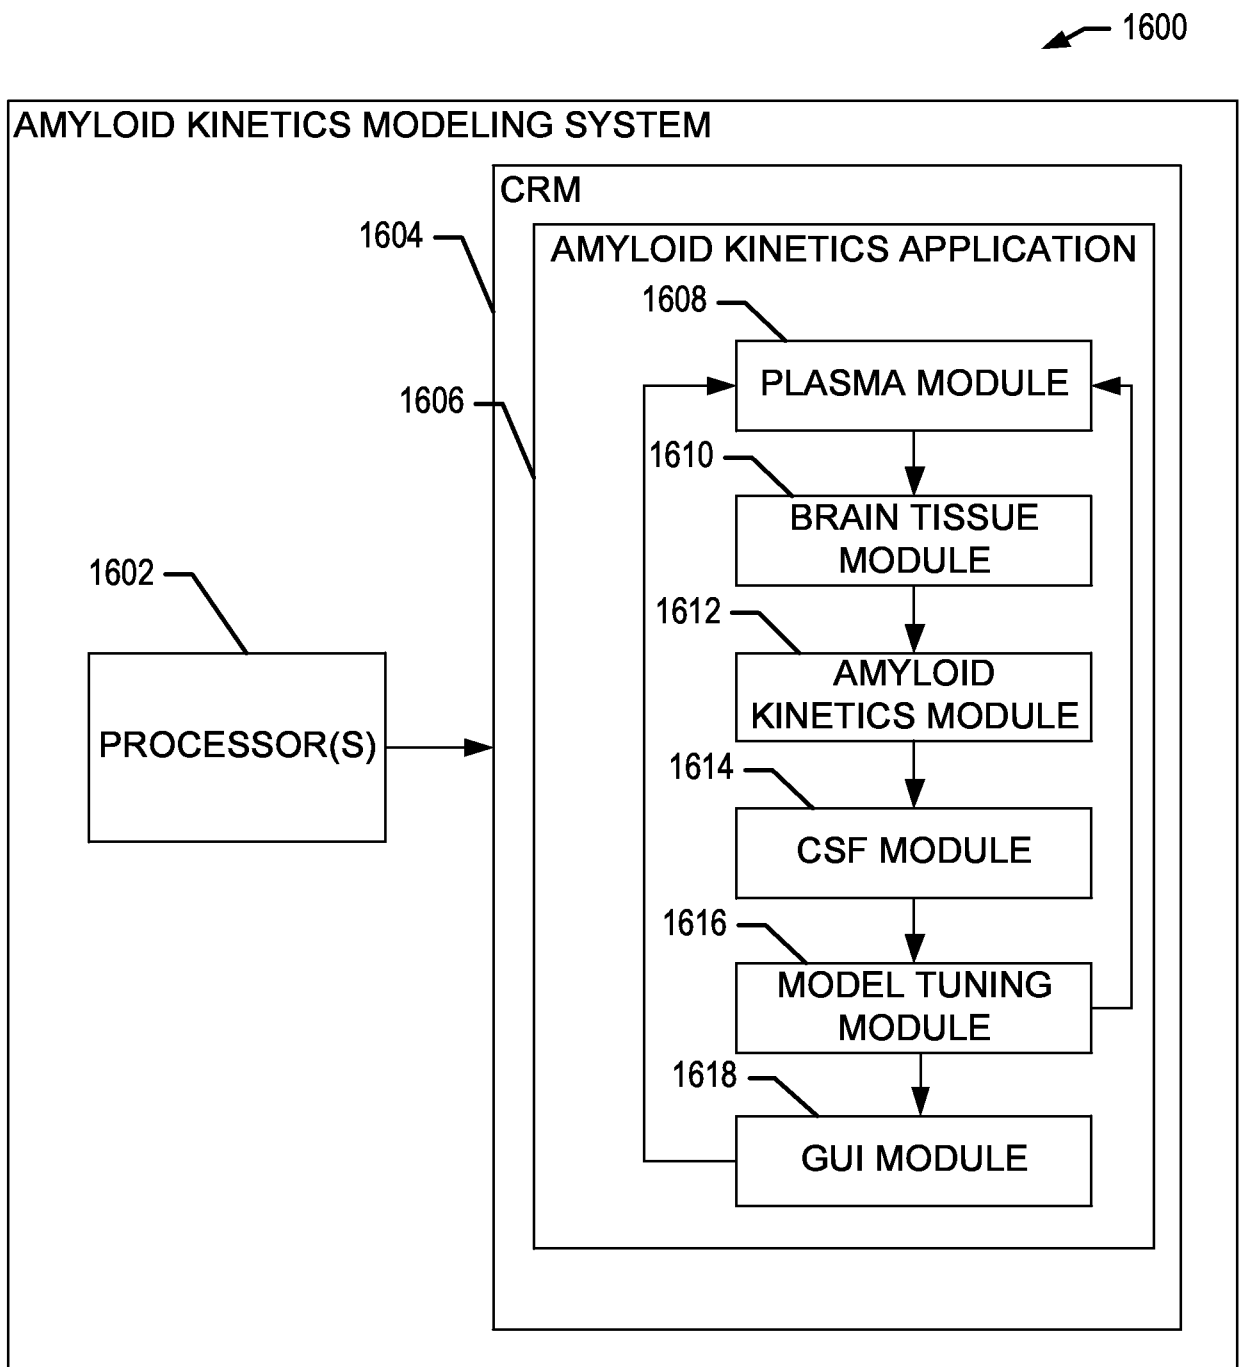 1600
AMYLOID KINETICS MODELING SYSTEM
CRM
1604
AMYLOID KINETICS APPLICATION
1608
PLASMA MODULE
1606
1610
BRAIN TISSUE
MODULE
1602
1612
AMYLOID
KINETICS MODULE
PROCESSOR(S)
1614
CSF MODULE
1616
MODEL TUNING
MODULE
1618
GUI MODULE